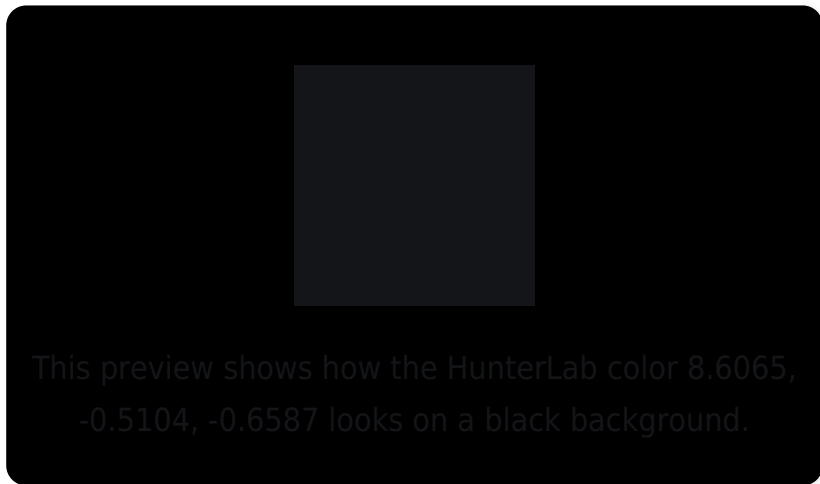 This preview shows how the HunterLab color 8.6065,
-0.5104, -0.6587 looks on a black background.